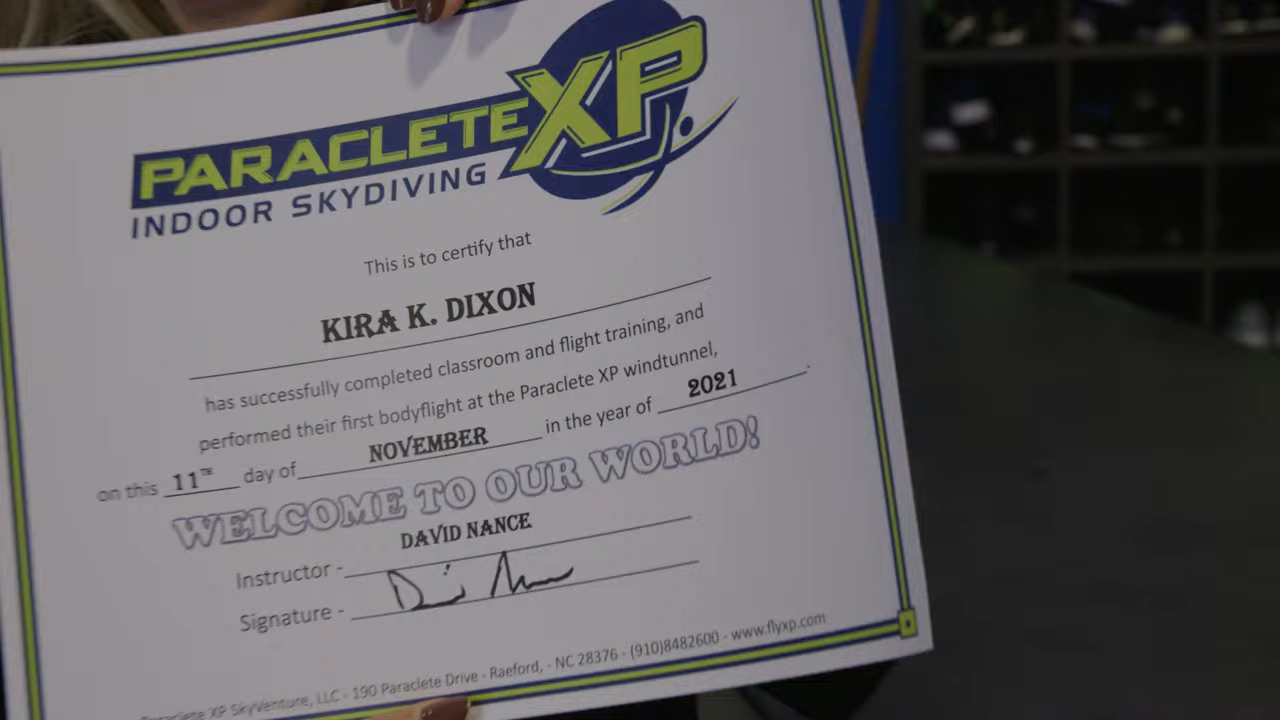 PARACLETE XP
INDOOR SKYDIVING
This is to certify that
KIRA K. DIXON
has successfully completed classroom and flight training, and
performed their first bodyflight at the Paraclete XP windtunnel,
on this 11TH day of NOVEMBER in the year of 2021.
WELCOME TO OUR WORLD!
DAVID NANCE
Instructor -
Signature - David Nance
Paraclete XP SkyVenture, LLC - 190 Paraclete Drive - Raeford, - NC 28376 - (910)8482600 - www.flyxp.com